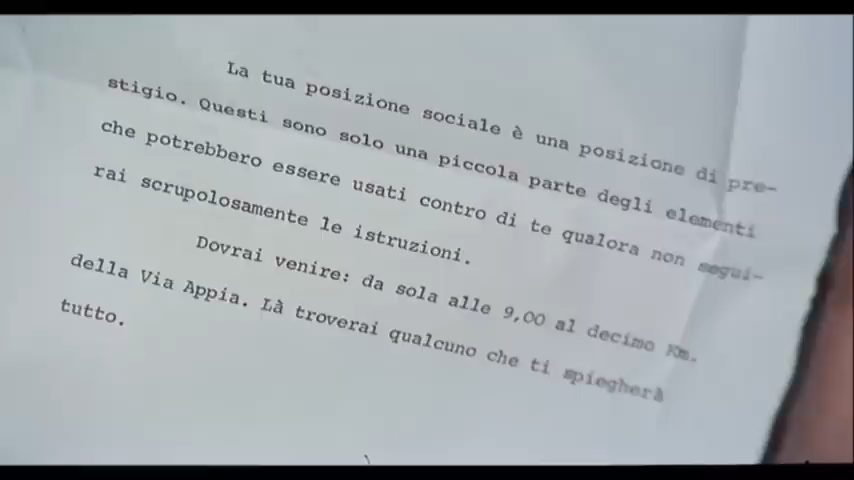 La tua posizione sociale è una posizione di pre-
stigio. Questi sono solo una piccola parte degli elementi
che potrebbero essere usati contro di te qualora non segui-
rai scrupolosamente le istruzioni.
Dovrai venire: da sola alle 9,00 al decimo Km.
della Via Appia. Là troverai qualcuno che ti spiegherà
tutto.